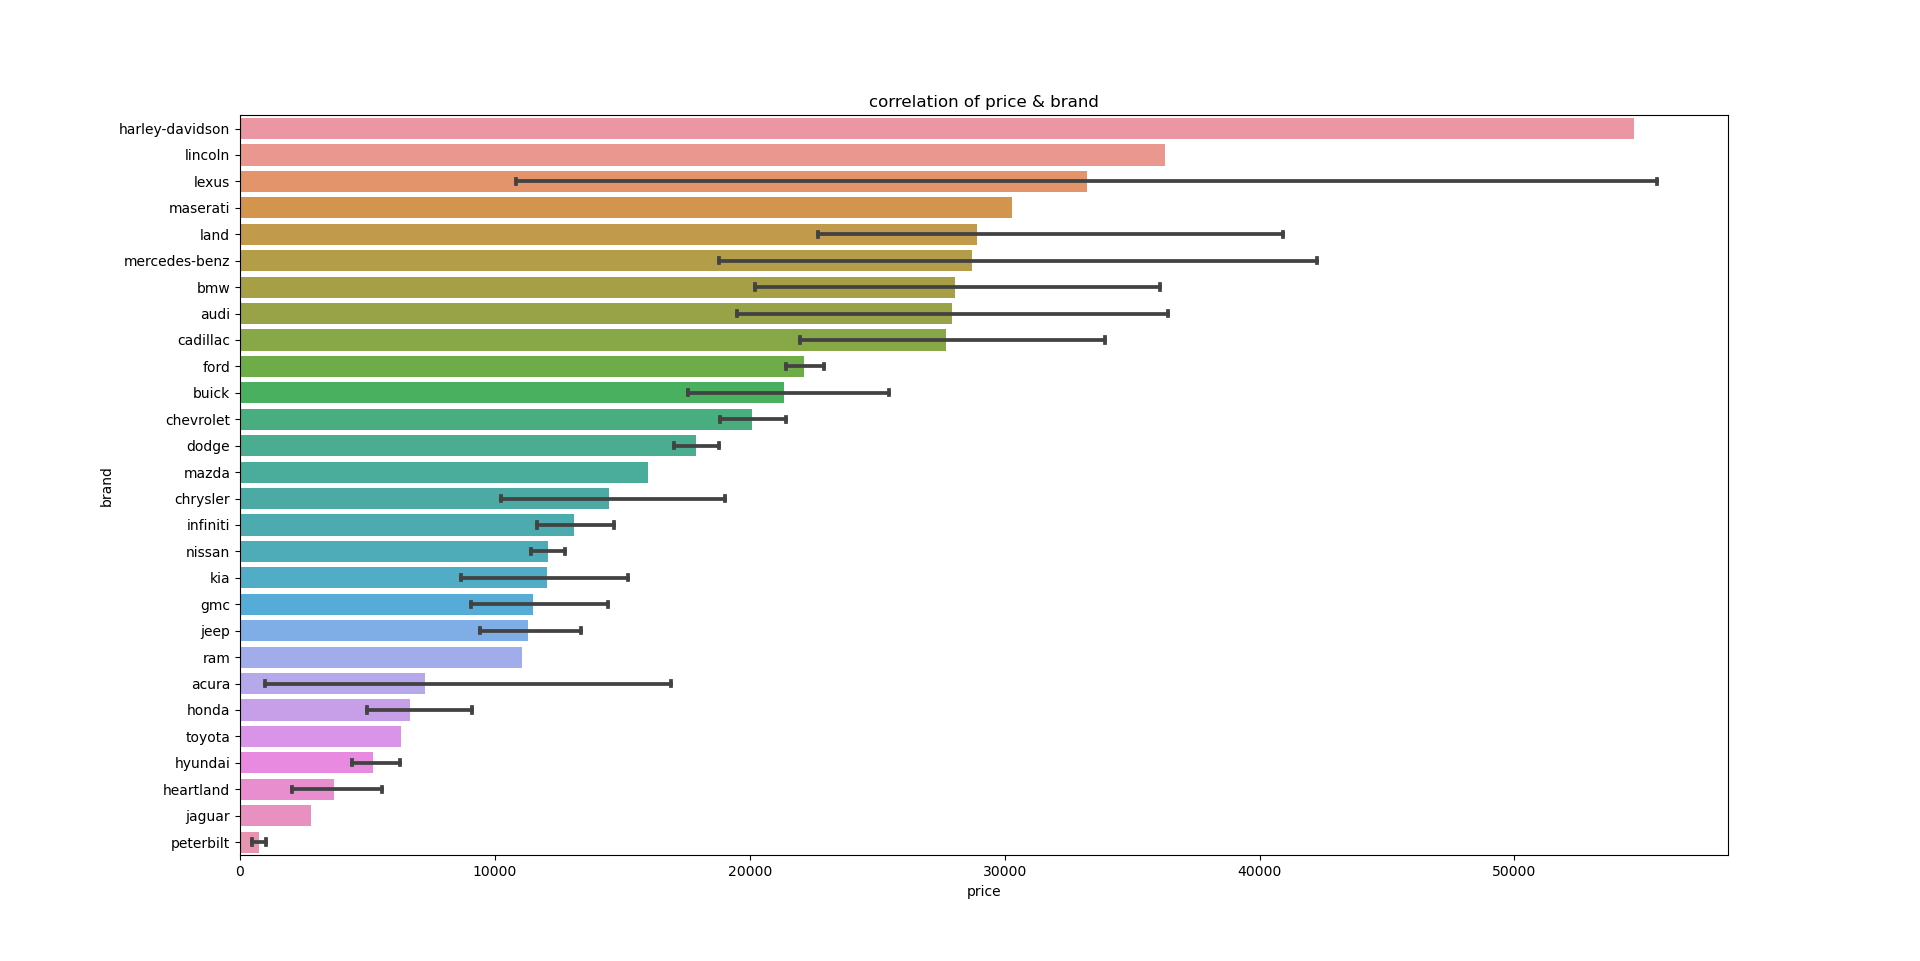 correlation of price & brand
harley-davidson
lincoln
lexus
maserati
land
mercedes-benz
bmw
audi
cadillac
ford
buick
chevrolet
dodge
mazda
chrysler
infiniti
nissan
kia
gmc
jeep
ram
acura
honda
toyota
hyundai
heartland
jaguar
peterbilt
brand
0 10000 20000 30000 40000 50000
price